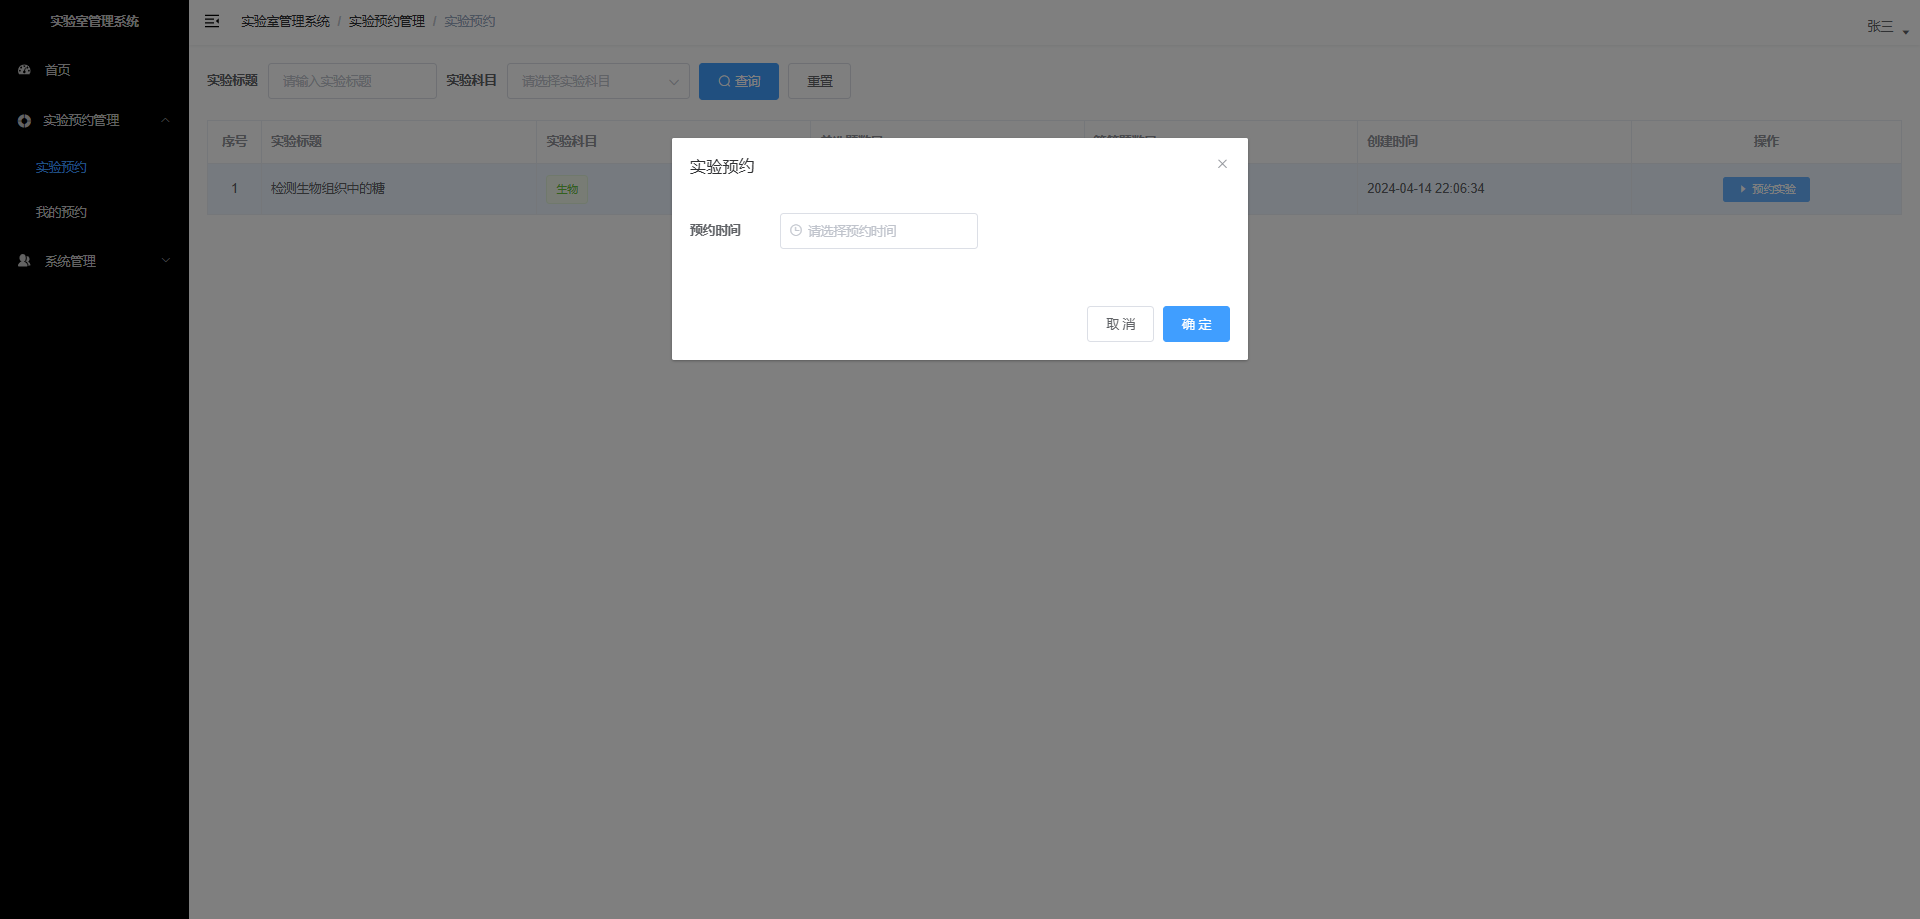 实验室管理系统
首页
实验预约管理
实验预约
我的预约
系统管理
实验室管理系统 / 实验预约管理 / 实验预约
张三
实验标题 请输入实验标题 实验科目 请选择实验科目 查询 重置
序号 实验标题 实验科目 创建时间 操作
1 检测生物组织中的糖 生物 2024-04-14 22:06:34 预约实验
实验预约
预约时间 请选择预约时间
取 消 确 定